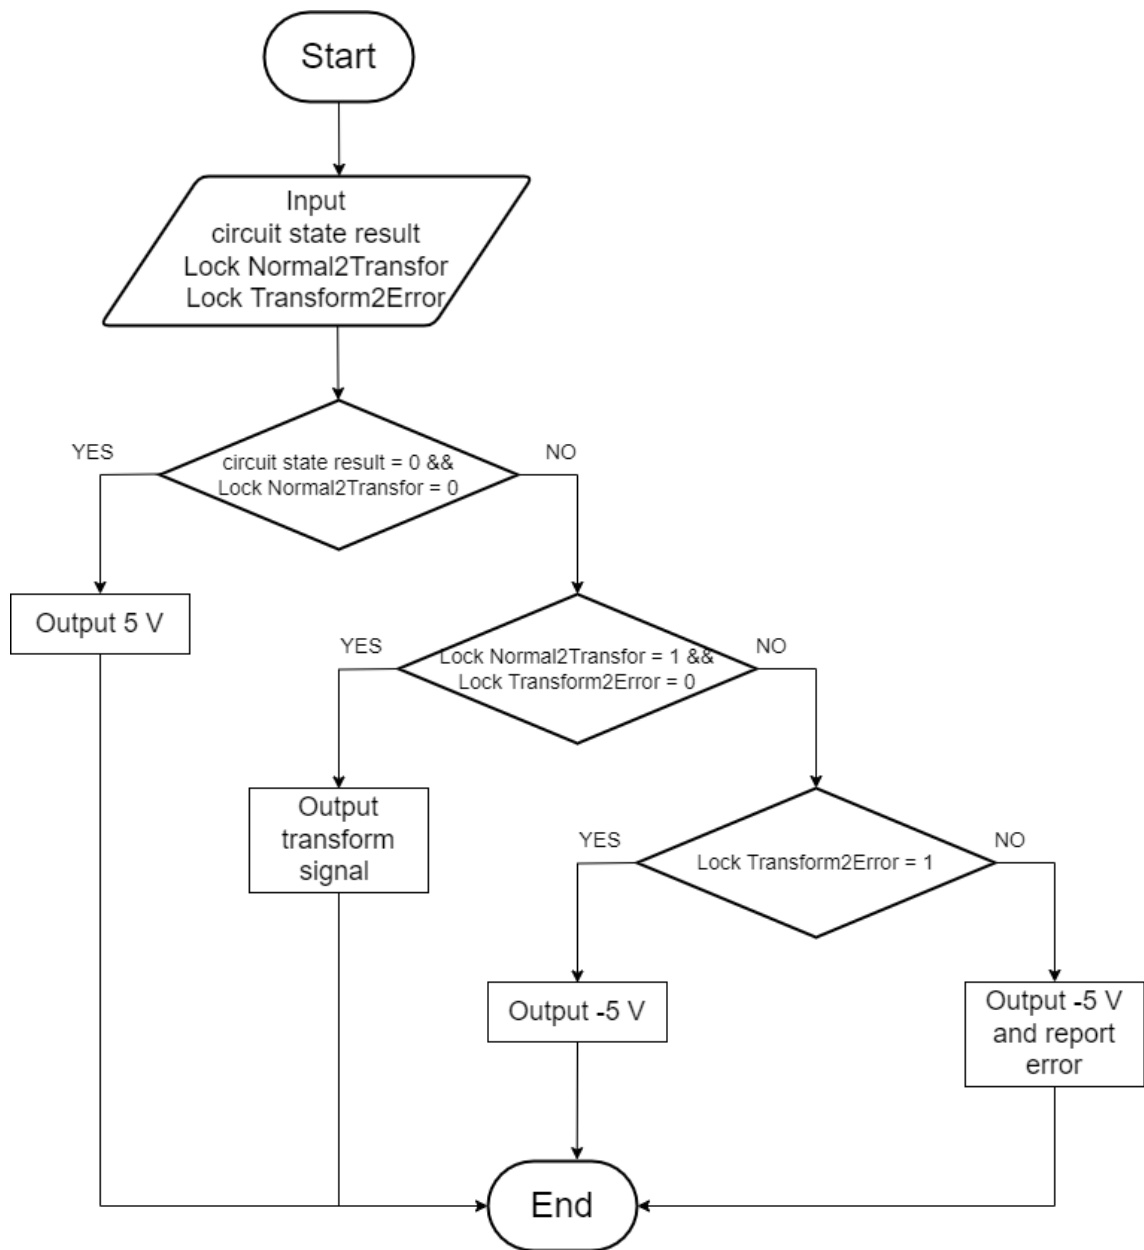 Start
Input
circuit state result
Lock Normal2Transfor
Lock Transform2Error
YES
NO
circuit state result = 0 &&
Lock Normal2Transfor = 0
Output 5 V
YES
NO
Lock Normal2Transfor = 1 &&
Lock Transform2Error = 0
Output
transform
signal
YES
NO
Lock Transform2Error = 1
Output -5 V
Output -5 V
and report
error
End